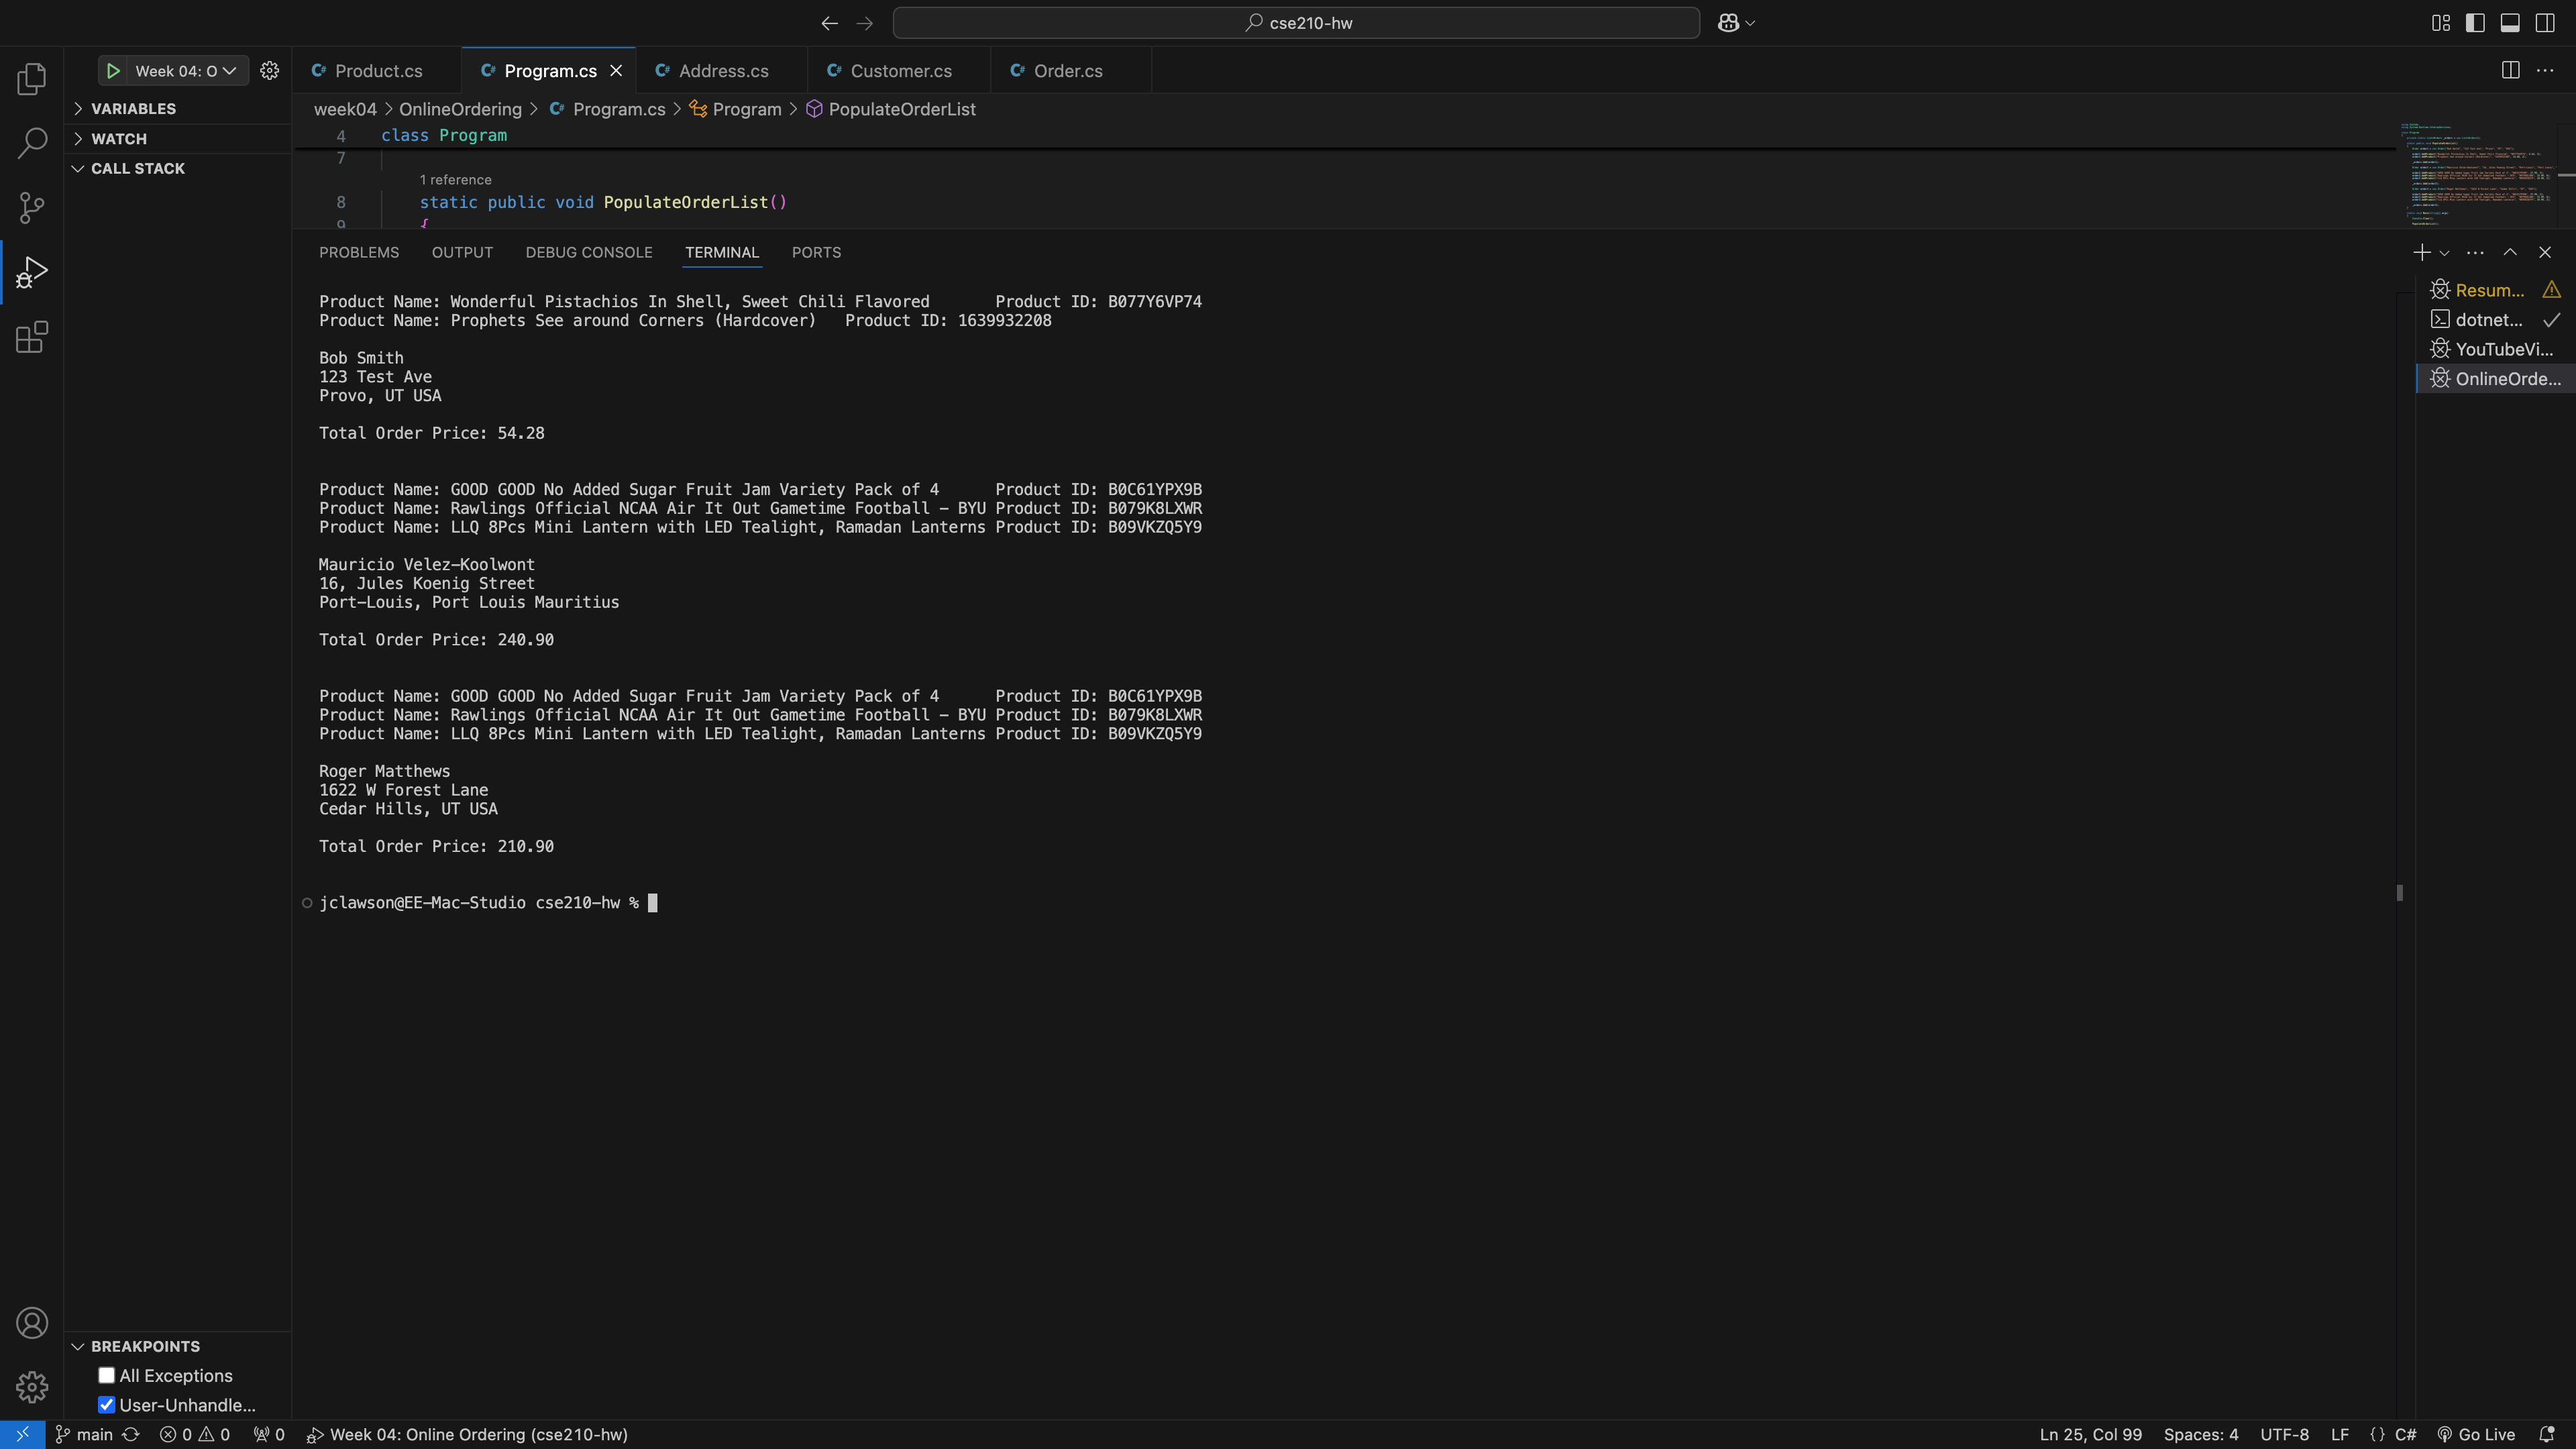 cse210-hw
Week 04: O
Product.cs
Program.cs
Address.cs
Customer.cs
Order.cs
VARIABLES
WATCH
CALL STACK
week04 > OnlineOrdering > Program.cs > Program > PopulateOrderList
4 class Program
7
1 reference
8 static public void PopulateOrderList()
9 {
PROBLEMS OUTPUT DEBUG CONSOLE TERMINAL PORTS
Product Name: Wonderful Pistachios In Shell, Sweet Chili Flavored Product ID: B077Y6VP74
Product Name: Prophets See around Corners (Hardcover) Product ID: 1639932208
Bob Smith
123 Test Ave
Provo, UT USA
Total Order Price: 54.28
Product Name: GOOD GOOD No Added Sugar Fruit Jam Variety Pack of 4 Product ID: B0C61YPX9B
Product Name: Rawlings Official NCAA Air It Out Gametime Football - BYU Product ID: B079K8LXWR
Product Name: LLQ 8Pcs Mini Lantern with LED Tealight, Ramadan Lanterns Product ID: B09VKZQ5Y9
Mauricio Velez-Koolwont
16, Jules Koenig Street
Port-Louis, Port Louis Mauritius
Total Order Price: 240.90
Product Name: GOOD GOOD No Added Sugar Fruit Jam Variety Pack of 4 Product ID: B0C61YPX9B
Product Name: Rawlings Official NCAA Air It Out Gametime Football - BYU Product ID: B079K8LXWR
Product Name: LLQ 8Pcs Mini Lantern with LED Tealight, Ramadan Lanterns Product ID: B09VKZQ5Y9
Roger Matthews
1622 W Forest Lane
Cedar Hills, UT USA
Total Order Price: 210.90
jclawson@EE-Mac-Studio cse210-hw %
Resum...
dotnet...
YouTubeVi...
OnlineOrde...
BREAKPOINTS
All Exceptions
User-Unhandle...
main 0 0 0 Week 04: Online Ordering (cse210-hw) Ln 25, Col 99 Spaces: 4 UTF-8 LF {} C# Go Live